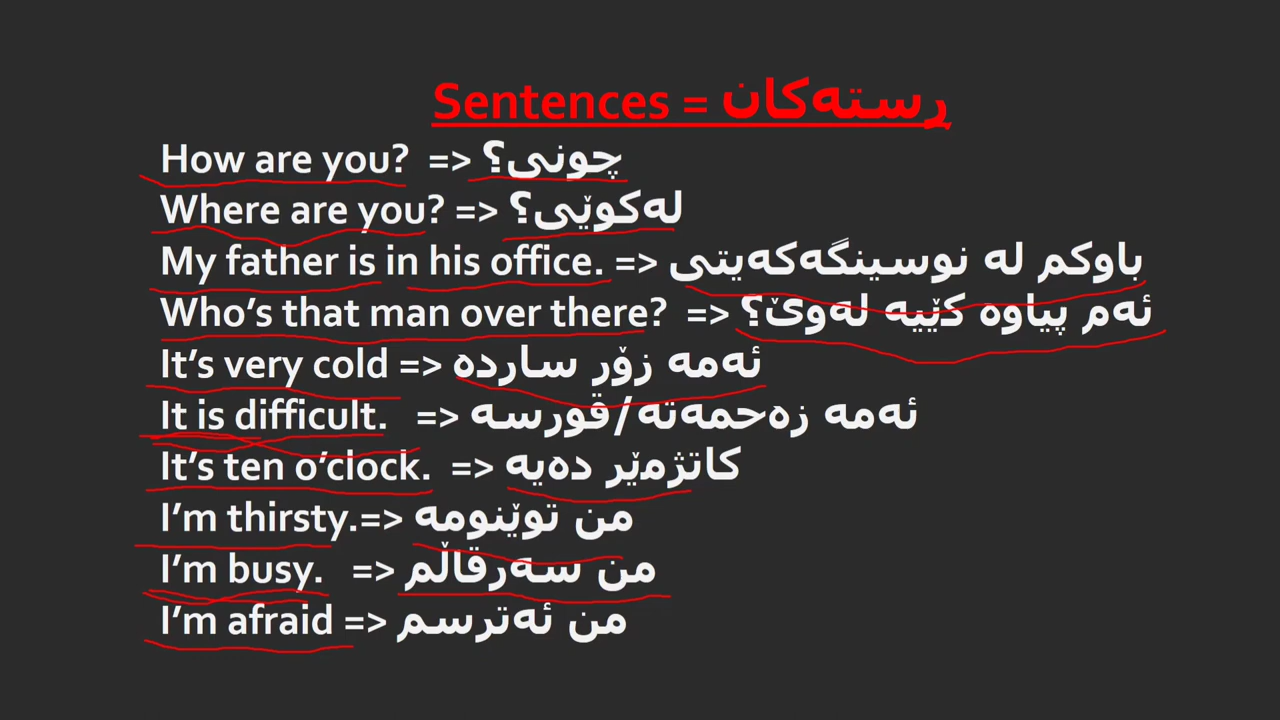 Sentences = ڕستەکان
How are you? => چونی؟
Where are you? => لەکوێی؟
My father is in his office. => باوکم لە نوسینگەکەیتی
Who’s that man over there? => ئەم پیاوە کێییە لەوێ؟
It’s very cold => ئەمە زۆر ساردە
It is difficult. => ئەمە زەحمەتە/قورسە
It’s ten o’clock. => کاتژمێر دەیە
I’m thirsty.=> من توێنومە
I’m busy. => من سەرقاڵم
I’m afraid => من ئەترسم